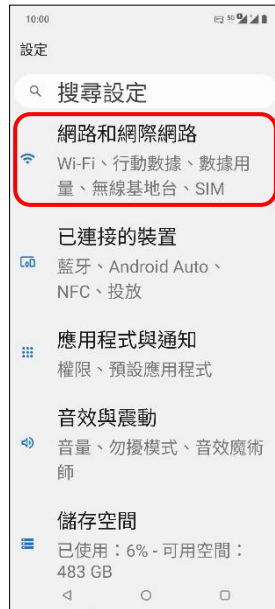 10:00
5G
設定
搜尋設定
網路和網際網路
Wi-Fi、行動數據、數據用
量、無線基地台、SIM
已連接的裝置
藍牙、Android Auto、
NFC、投放
應用程式與通知
權限、預設應用程式
音效與震動
音量、勿擾模式、音效魔術
師
儲存空間
已使用：6% - 可用空間：
483 GB